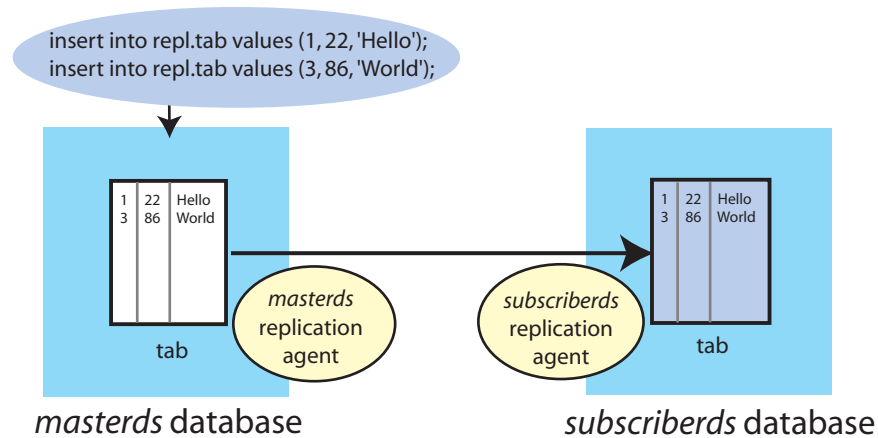 insert into repl.tab values (1, 22, 'Hello');
insert into repl.tab values (3, 86, 'World');
1 22 Hello
3 86 World
tab
masterds database
masterds
replication
agent
subscriberds
replication
agent
1 22 Hello
3 86 World
tab
subscriberds database